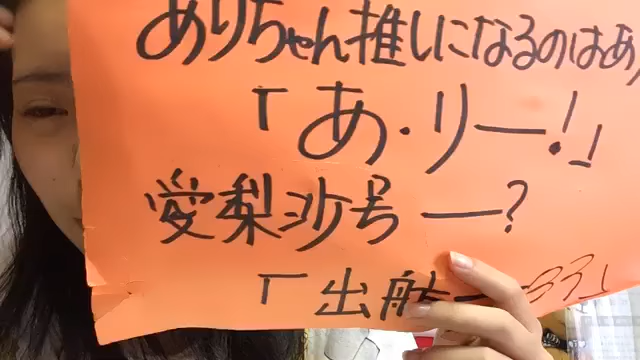 ありちゃん推しになるのはあ
「あ・りー!」
愛梨沙号ー?
「出航ー